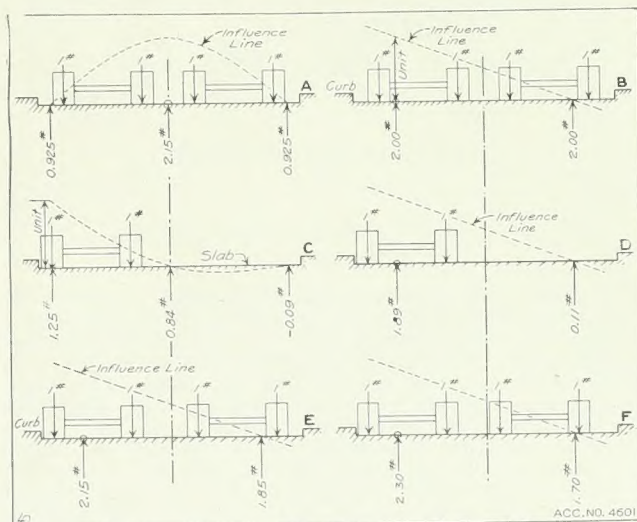 Influence
Line
1# 1# 1# 1#
A
0.925#
2.15#
0.925#
Influence
Line
Unit
Curb
1# 1# 1# 1#
B
2.00#
2.00#
Unit
1# 1#
Slab
C
1.25#
0.84#
-0.09#
Influence
Line
1# 1#
D
1.89#
0.11#
Influence Line
1# 1# 1# 1#
Curb
E
2.15#
1.85#
1# 1# 1# 1#
F
2.30#
1.70#
ACC. NO. 4601